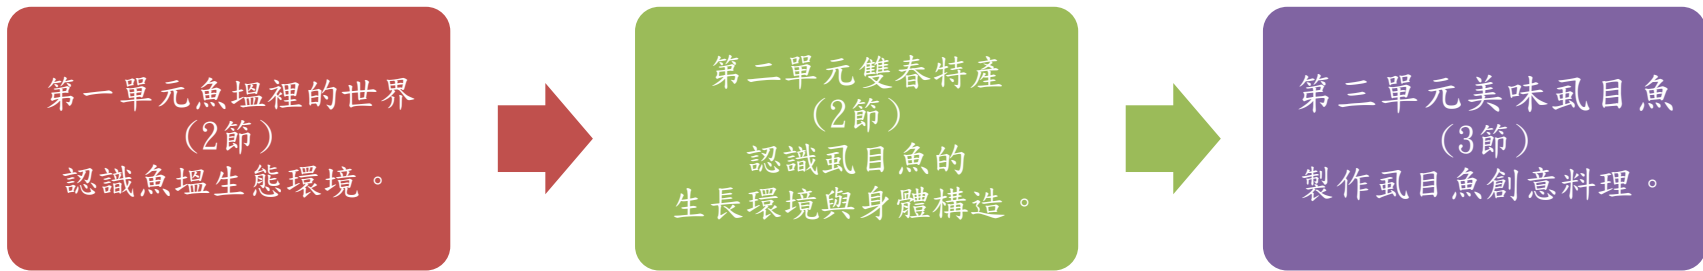 第一單元魚塭裡的世界
(2節)
認識魚塭生態環境。
第二單元雙春特產
(2節)
認識虱目魚的
生長環境與身體構造。
第三單元美味虱目魚
(3節)
製作虱目魚創意料理。